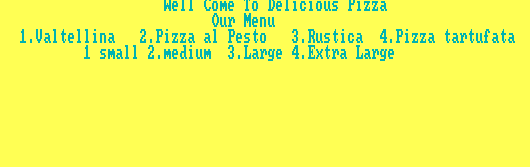 Well Come To Delicious Pizza
Our Menu
1.Valtellina 2.Pizza al Pesto 3.Rustica 4.Pizza tartufata
1 small 2.medium 3.Large 4.Extra Large